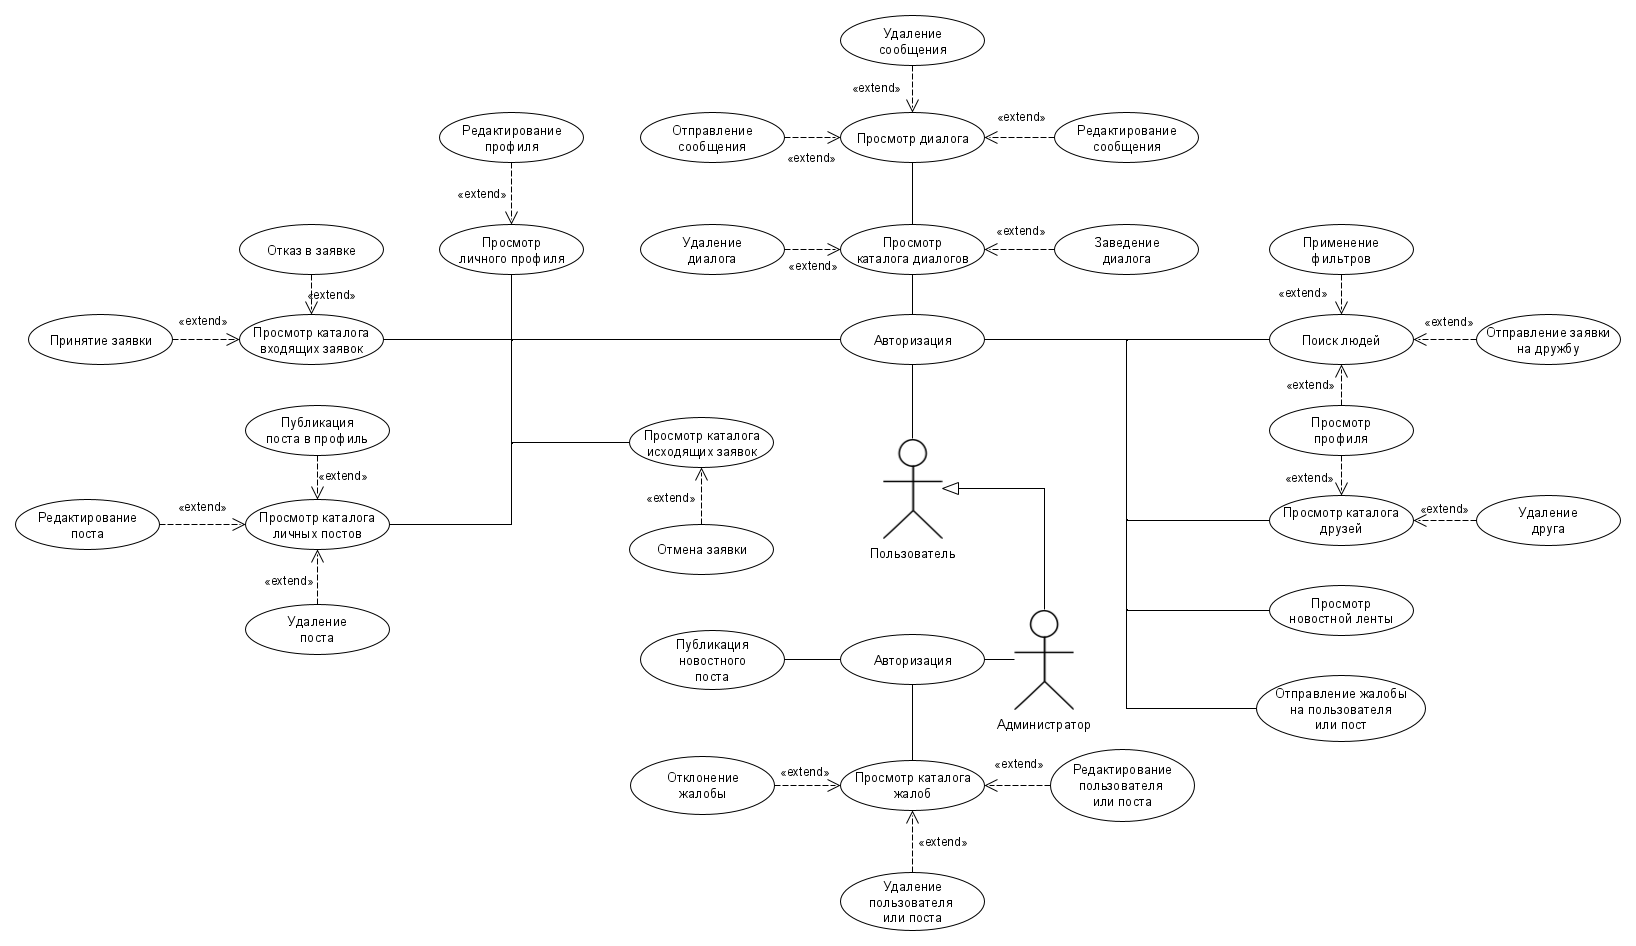 Удаление
сообщения
«extend»
Редактирование
профиля
Отправление
сообщения
«extend»
Просмотр диалога
«extend»
Редактирование
сообщения
«extend»
Отказ в заявке
Просмотр
личного профиля
Удаление
диалога
«extend»
Просмотр
каталога диалогов
«extend»
Заведение
диалога
Применение
фильтров
«extend»
«extend»
Принятие заявки
«extend»
Просмотр каталога
входящих заявок
Авторизация
Поиск людей
«extend»
Отправление заявки
на дружбу
«extend»
Публикация
поста в профиль
Просмотр каталога
исходящих заявок
Просмотр
профиля
«extend»
«extend»
«extend»
Редактирование
поста
«extend»
Просмотр каталога
личных постов
Отмена заявки
Пользователь
Просмотр каталога
друзей
«extend»
Удаление
друга
«extend»
Удаление
поста
Просмотр
новостной ленты
Публикация
новостного
поста
Авторизация
Администратор
Отправление жалобы
на пользователя
или пост
Отклонение
жалобы
«extend»
Просмотр каталога
жалоб
«extend»
Редактирование
пользователя
или поста
«extend»
Удаление
пользователя
или поста